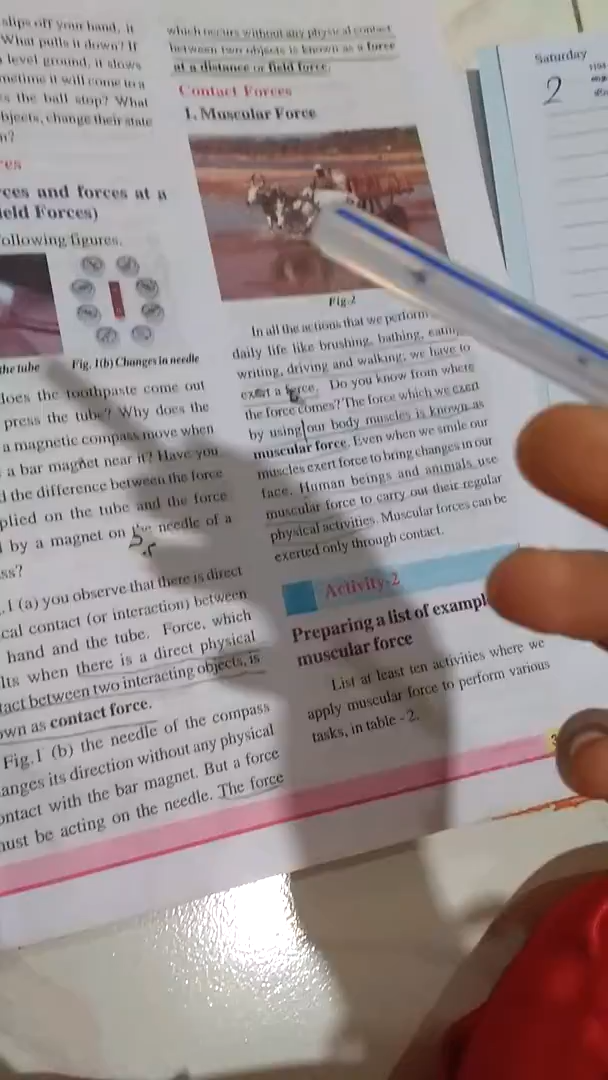 slips off your hand, it
What pulls it down? If
level ground, it slows
metime it will come to a
s the ball stop? What
bjects, change their state
n?
es
rces and forces at a
ield Forces)
ollowing figures.
the tube
Fig. 1(b) Changes in needle
does the toothpaste come out
press the tube? Why does the
a magnetic compass move when
a bar magnet near it? Have you
d the difference between the force
plied on the tube and the force
by a magnet on the needle of a
ss?
.1 (a) you observe that there is direct
cal contact (or interaction) between
hand and the tube. Force, which
lts when there is a direct physical
tact between two interacting objects, is
own as contact force.
Fig.1 (b) the needle of the compass
anges its direction without any physical
ontact with the bar magnet. But a force
must be acting on the needle. The force
which occurs without any physical contact
between two objects is known as a force
at a distance or field force.
Contact Forces
1. Muscular Force
Fig-2
In all the actions that we perform
daily life like brushing, bathing, eating,
writing, driving and walking, we have to
exert a force. Do you know from where
the force comes? The force which we exert
by using our body muscles is known as
muscular force. Even when we smile our
muscles exert force to bring changes in our
face. Human beings and animals use
muscular force to carry out their regular
physical activities. Muscular forces can be
exerted only through contact.
Activity-2
Preparing a list of exampl
muscular force
List at least ten activities where we
apply muscular force to perform various
tasks, in table - 2.
3
Saturday
2